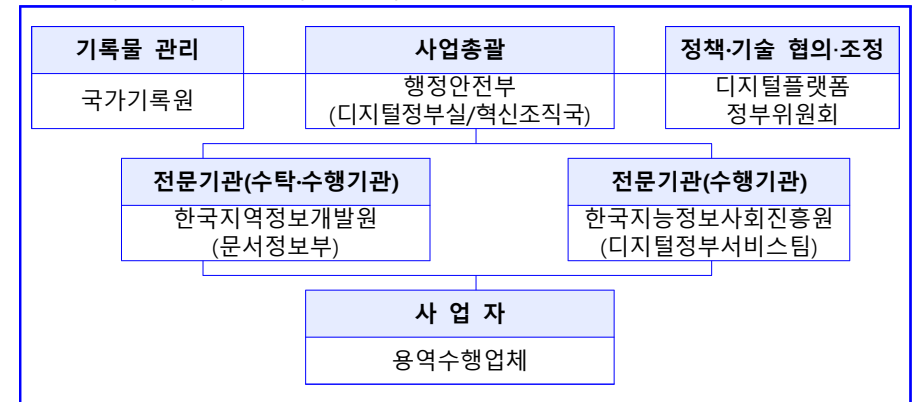 기록물 관리
국가기록원
사업총괄
행정안전부
(디지털정부실/혁신조직국)
정책·기술 협의·조정
디지털플랫폼
정부위원회
전문기관(수탁·수행기관)
한국지역정보개발원
(문서정보부)
전문기관(수행기관)
한국지능정보사회진흥원
(디지털정부서비스팀)
사 업 자
용역수행업체